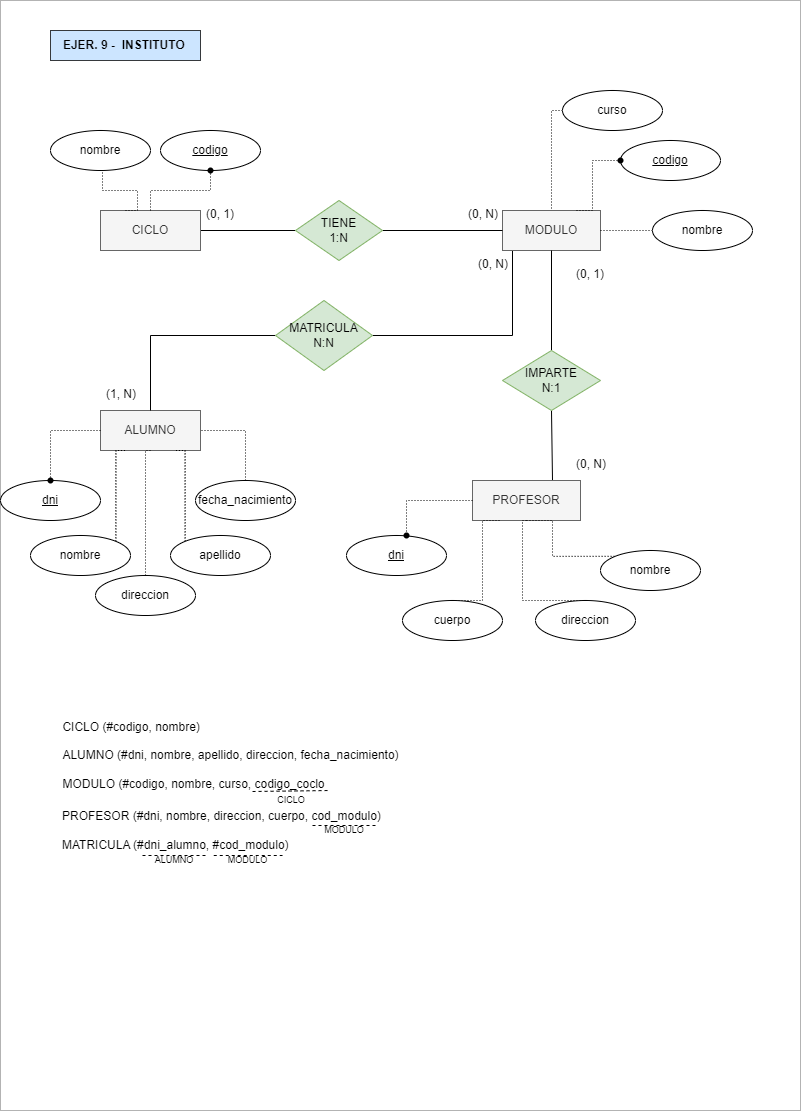 EJER. 9 - INSTITUTO
curso
nombre
codigo
codigo
CICLO
(0, 1)
TIENE
1:N
(0, N)
MODULO
nombre
(0, N)
(0, 1)
MATRICULA
N:N
IMPARTE
N:1
(1, N)
ALUMNO
(0, N)
PROFESOR
dni
fecha_nacimiento
nombre
apellido
dni
nombre
direccion
cuerpo
direccion
CICLO (#codigo, nombre)
ALUMNO (#dni, nombre, apellido, direccion, fecha_nacimiento)
MODULO (#codigo, nombre, curso, codigo_coclo
CICLO
PROFESOR (#dni, nombre, direccion, cuerpo, cod_modulo)
MODULO
MATRICULA (#dni_alumno, #cod_modulo)
ALUMNO MODULO